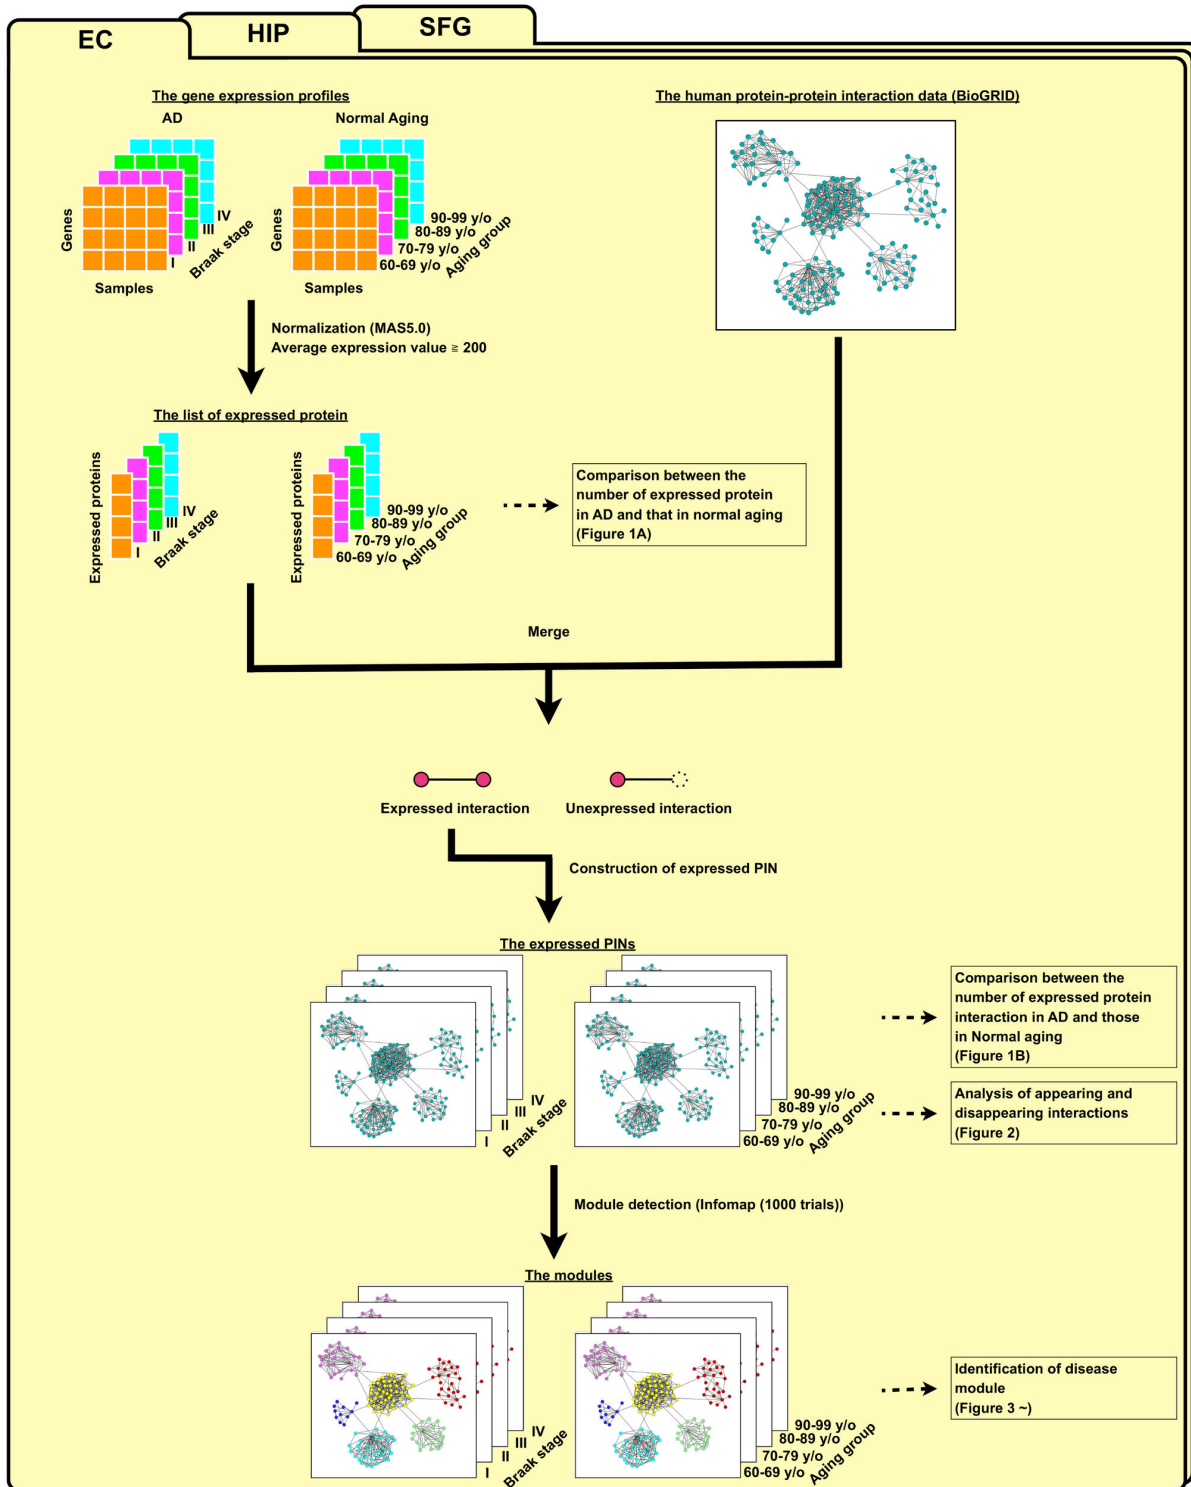 EC
HIP
SFG
The gene expression profiles
The human protein-protein interaction data (BioGRID)
AD
Normal Aging
Genes
Samples
I
II
III
IV
Braak stage
Genes
Samples
60-69 y/o
70-79 y/o
80-89 y/o
90-99 y/o
Aging group
Normalization (MAS5.0)
Average expression value ≧ 200
The list of expressed protein
Expressed proteins
I
II
III
IV
Braak stage
Expressed proteins
60-69 y/o
70-79 y/o
80-89 y/o
90-99 y/o
Aging group
Comparison between the
number of expressed protein
in AD and that in normal aging
(Figure 1A)
Merge
Expressed interaction
Unexpressed interaction
Construction of expressed PIN
The expressed PINs
I
II
III
IV
Braak stage
60-69 y/o
70-79 y/o
80-89 y/o
90-99 y/o
Aging group
Comparison between the
number of expressed protein
interaction in AD and those
in Normal aging
(Figure 1B)
Analysis of appearing and
disappearing interactions
(Figure 2)
Module detection (Infomap (1000 trials))
The modules
I
II
III
IV
Braak stage
60-69 y/o
70-79 y/o
80-89 y/o
90-99 y/o
Aging group
Identification of disease
module
(Figure 3 ~)